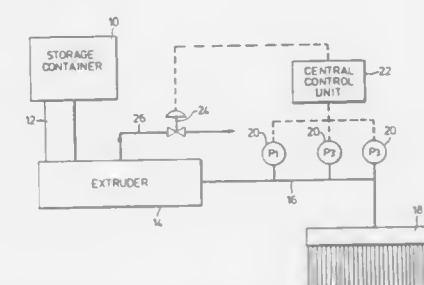 10
STORAGE
CONTAINER
12
26
24
CENTRAL
CONTROL
UNIT
22
20
20
20
P1
P3
P3
EXTRUDER
14
16
18